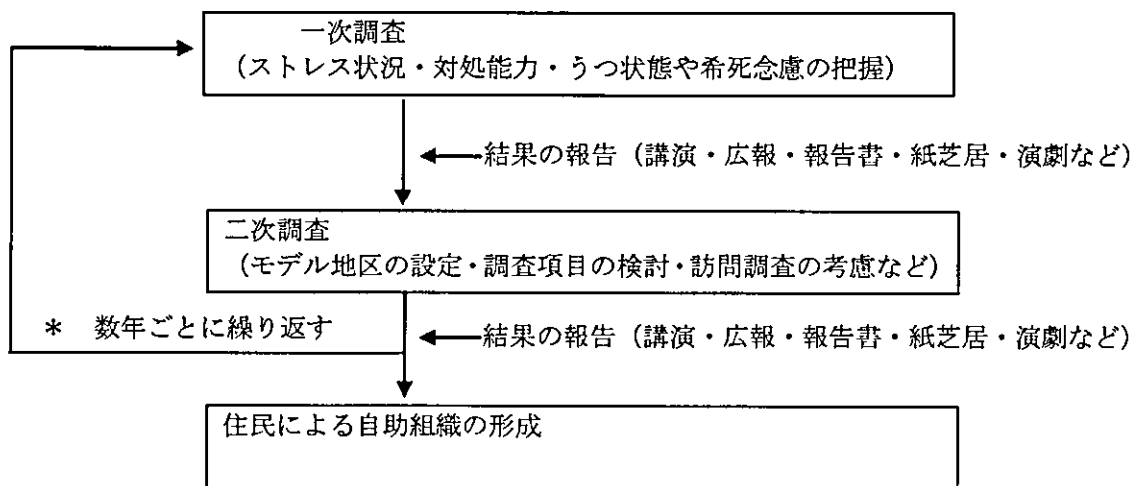 一次調査
(ストレス状況・対処能力・うつ状態や希死念慮の把握)
結果の報告(講演・広報・報告書・紙芝居・演劇など)
二次調査
(モデル地区の設定・調査項目の検討・訪問調査の考慮など)
* 数年ごとに繰り返す
結果の報告(講演・広報・報告書・紙芝居・演劇など)
住民による自助組織の形成